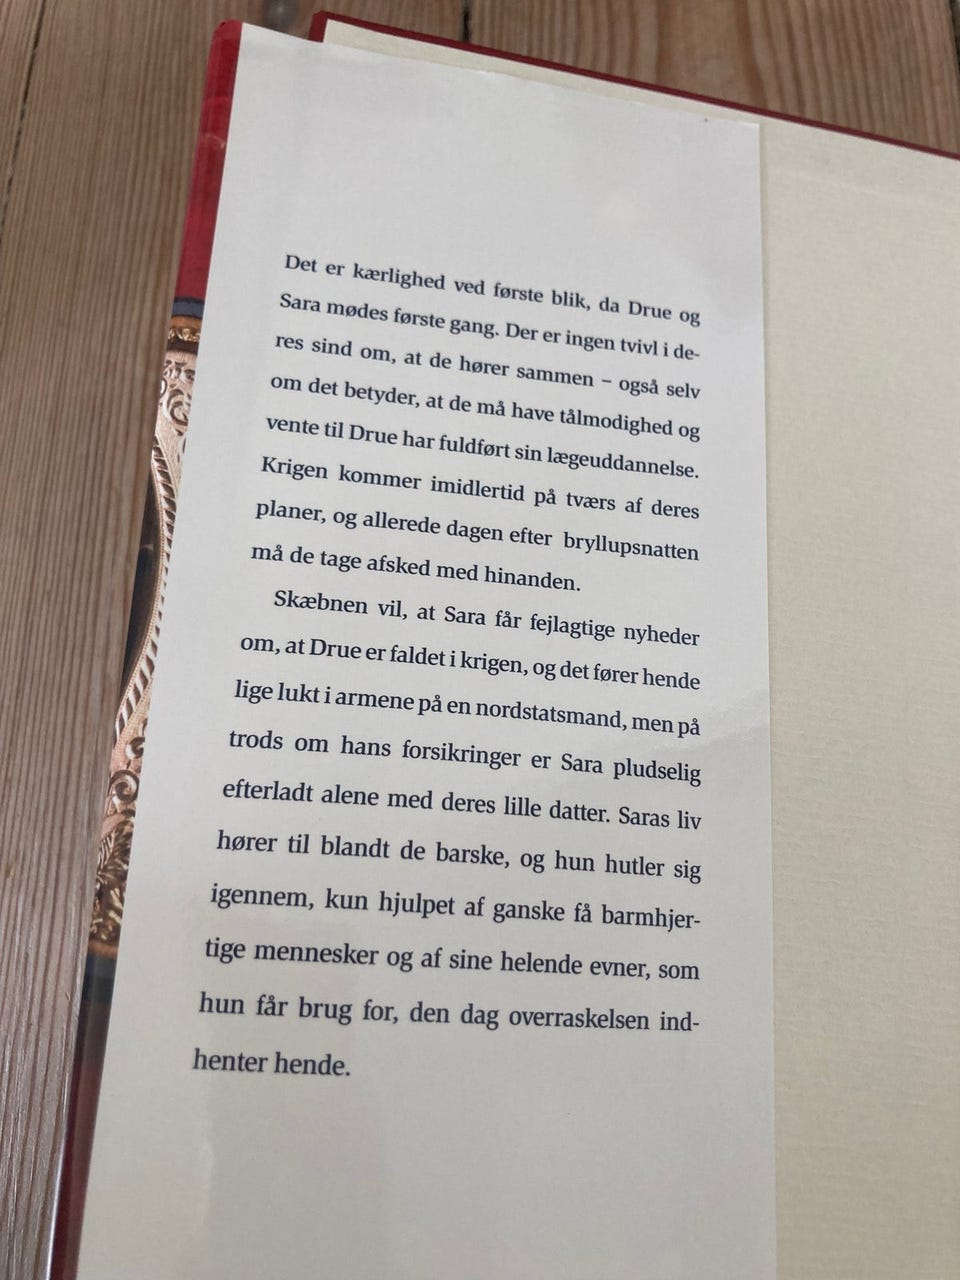 Det er kærlighed ved første blik, da Drue og
Sara mødes første gang. Der er ingen tvivl i de-
res sind om, at de hører sammen – også selv
om det betyder, at de må have tålmodighed og
vente til Drue har fuldført sin lægeuddannelse.
Krigen kommer imidlertid på tværs af deres
planer, og allerede dagen efter bryllupsnatten
må de tage afsked med hinanden.
Skæbnen vil, at Sara får fejlagtige nyheder
om, at Drue er faldet i krigen, og det fører hende
lige lukt i armene på en nordstatsmand, men på
trods om hans forsikringer er Sara pludselig
efterladt alene med deres lille datter. Saras liv
hører til blandt de barske, og hun hutler sig
igennem, kun hjulpet af ganske få barmhjer-
tige mennesker og af sine helende evner, som
hun får brug for, den dag overraskelsen ind-
henter hende.